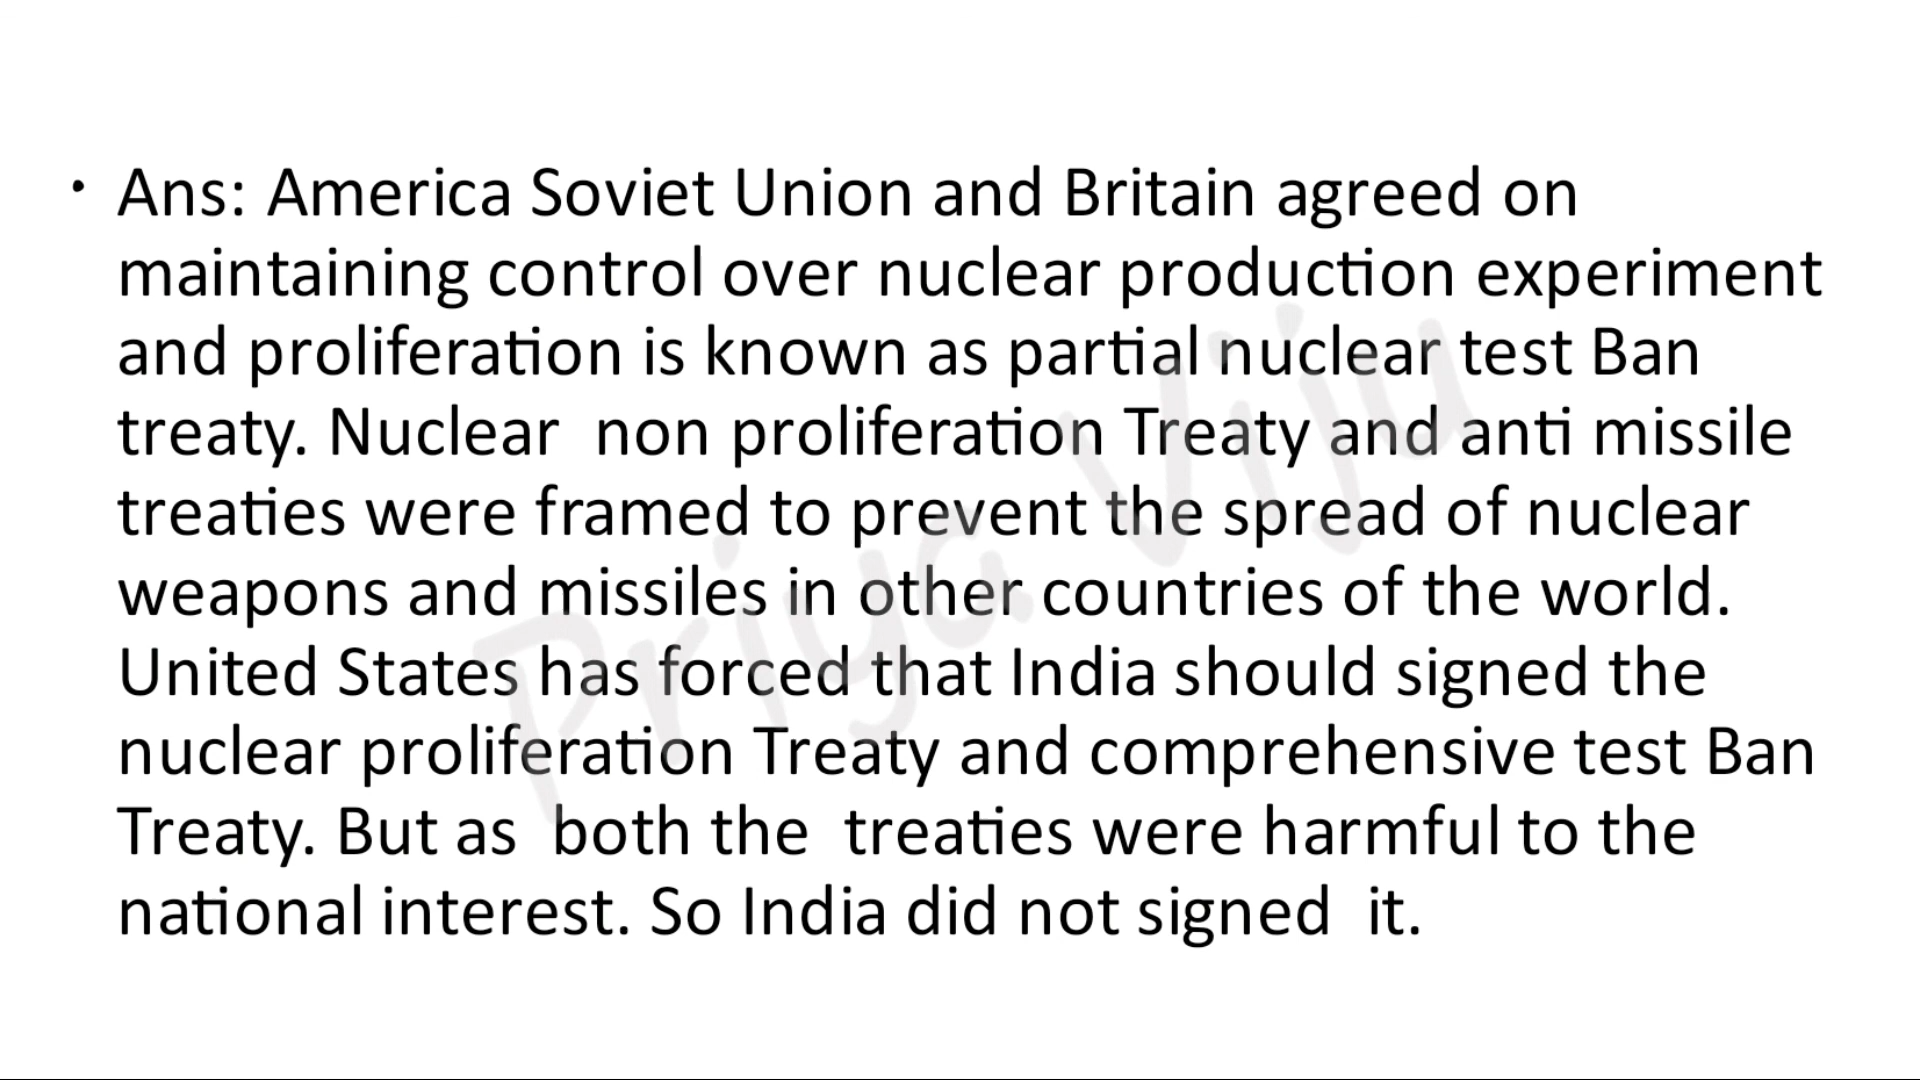 • Ans: America Soviet Union and Britain agreed on
maintaining control over nuclear production experiment
and proliferation is known as partial nuclear test Ban
treaty. Nuclear  non proliferation Treaty and anti missile
treaties were framed to prevent the spread of nuclear
weapons and missiles in other countries of the world.
United States has forced that India should signed the
nuclear proliferation Treaty and comprehensive test Ban
Treaty. But as  both the  treaties were harmful to the
national interest. So India did not signed  it.
Priya Viju